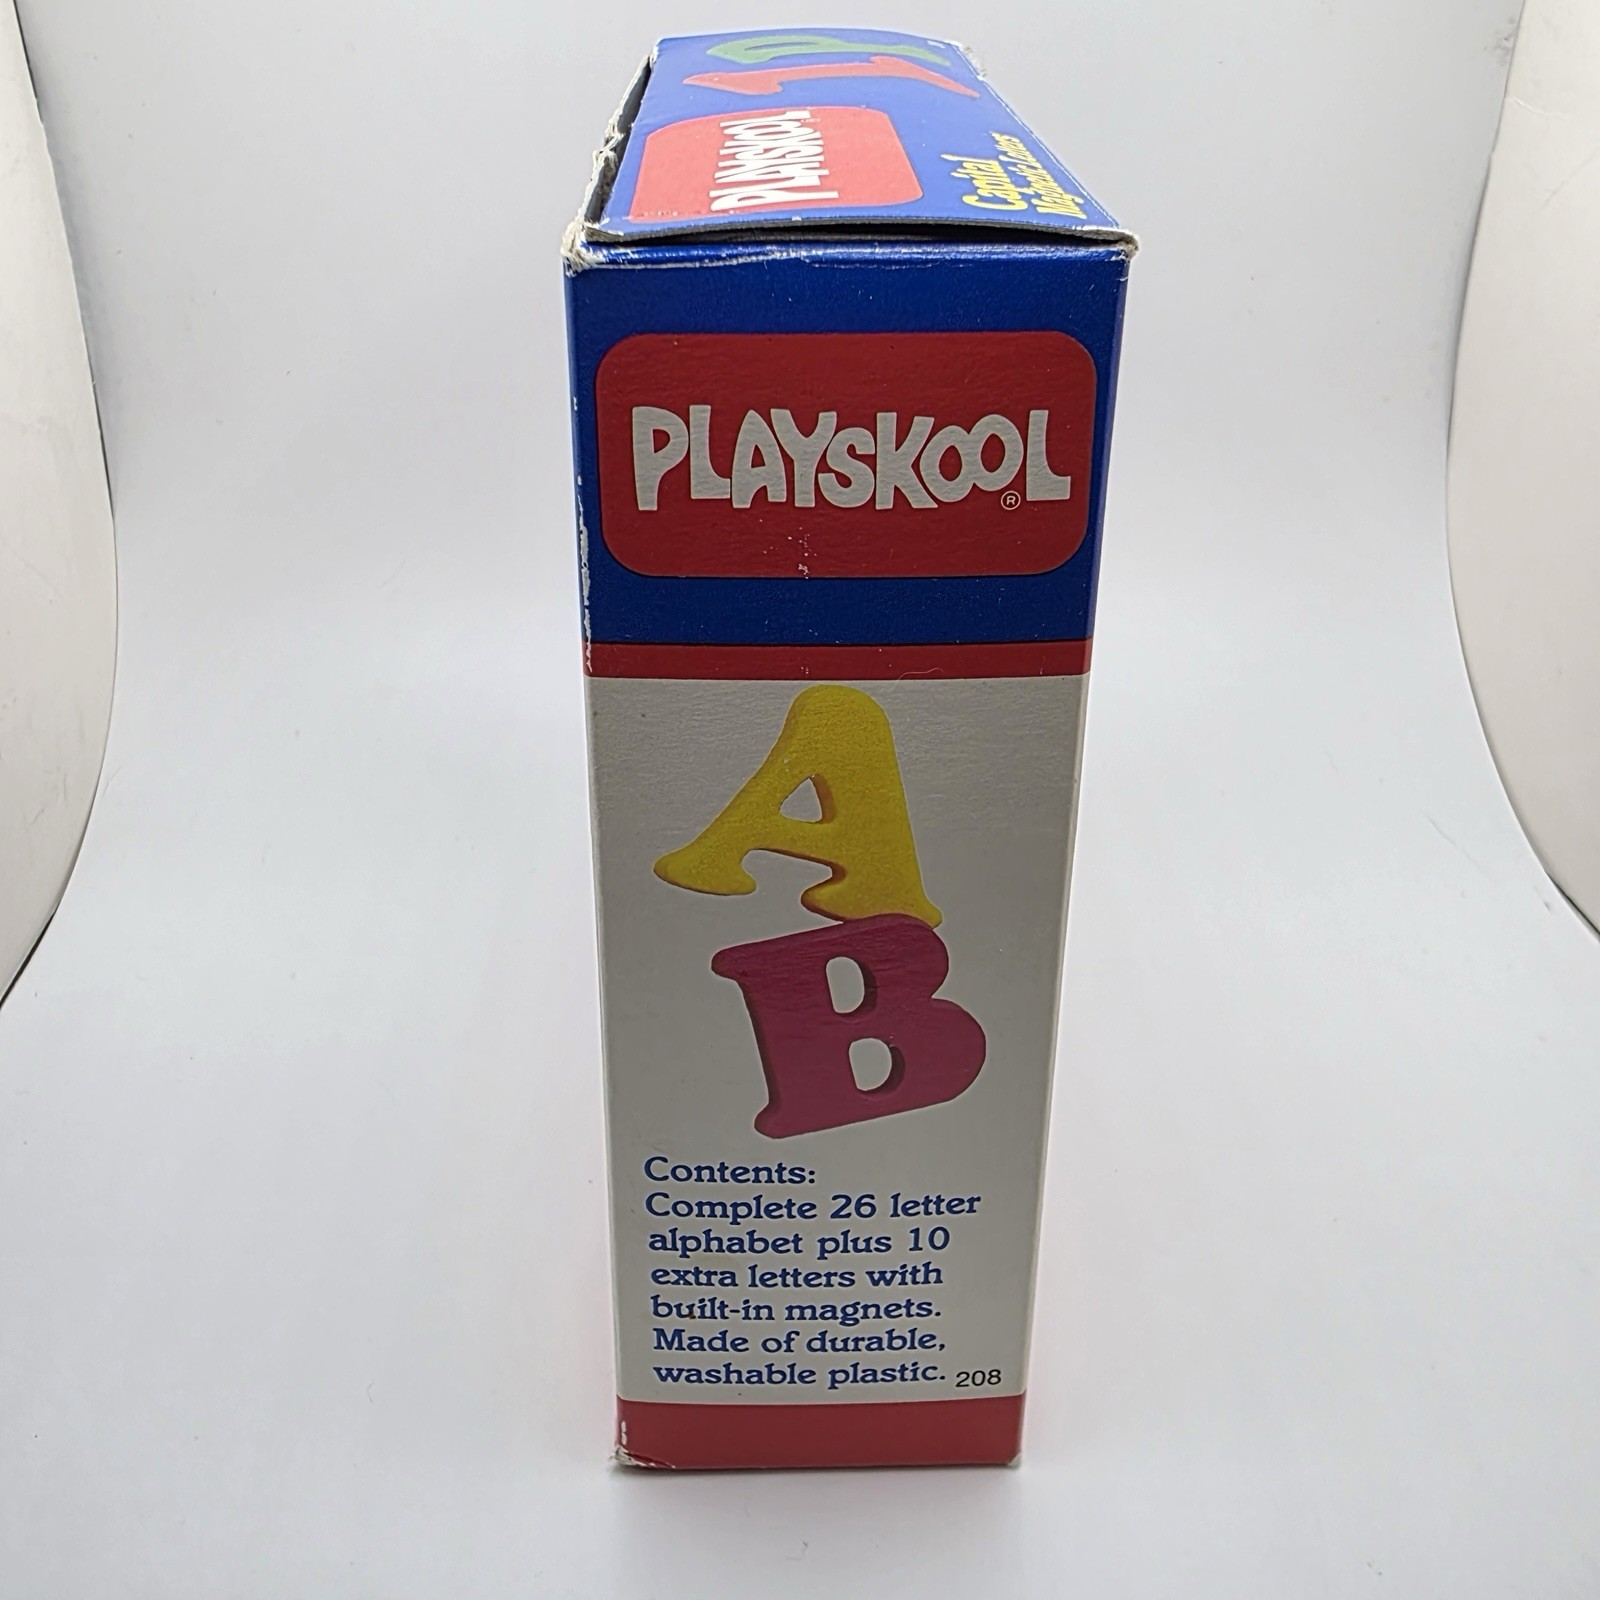 PLAYSKOOL
Capital
Magnetic Letters
PLAYSKOOL®
A
B
Contents:
Complete 26 letter
alphabet plus 10
extra letters with
built-in magnets.
Made of durable,
washable plastic. 208